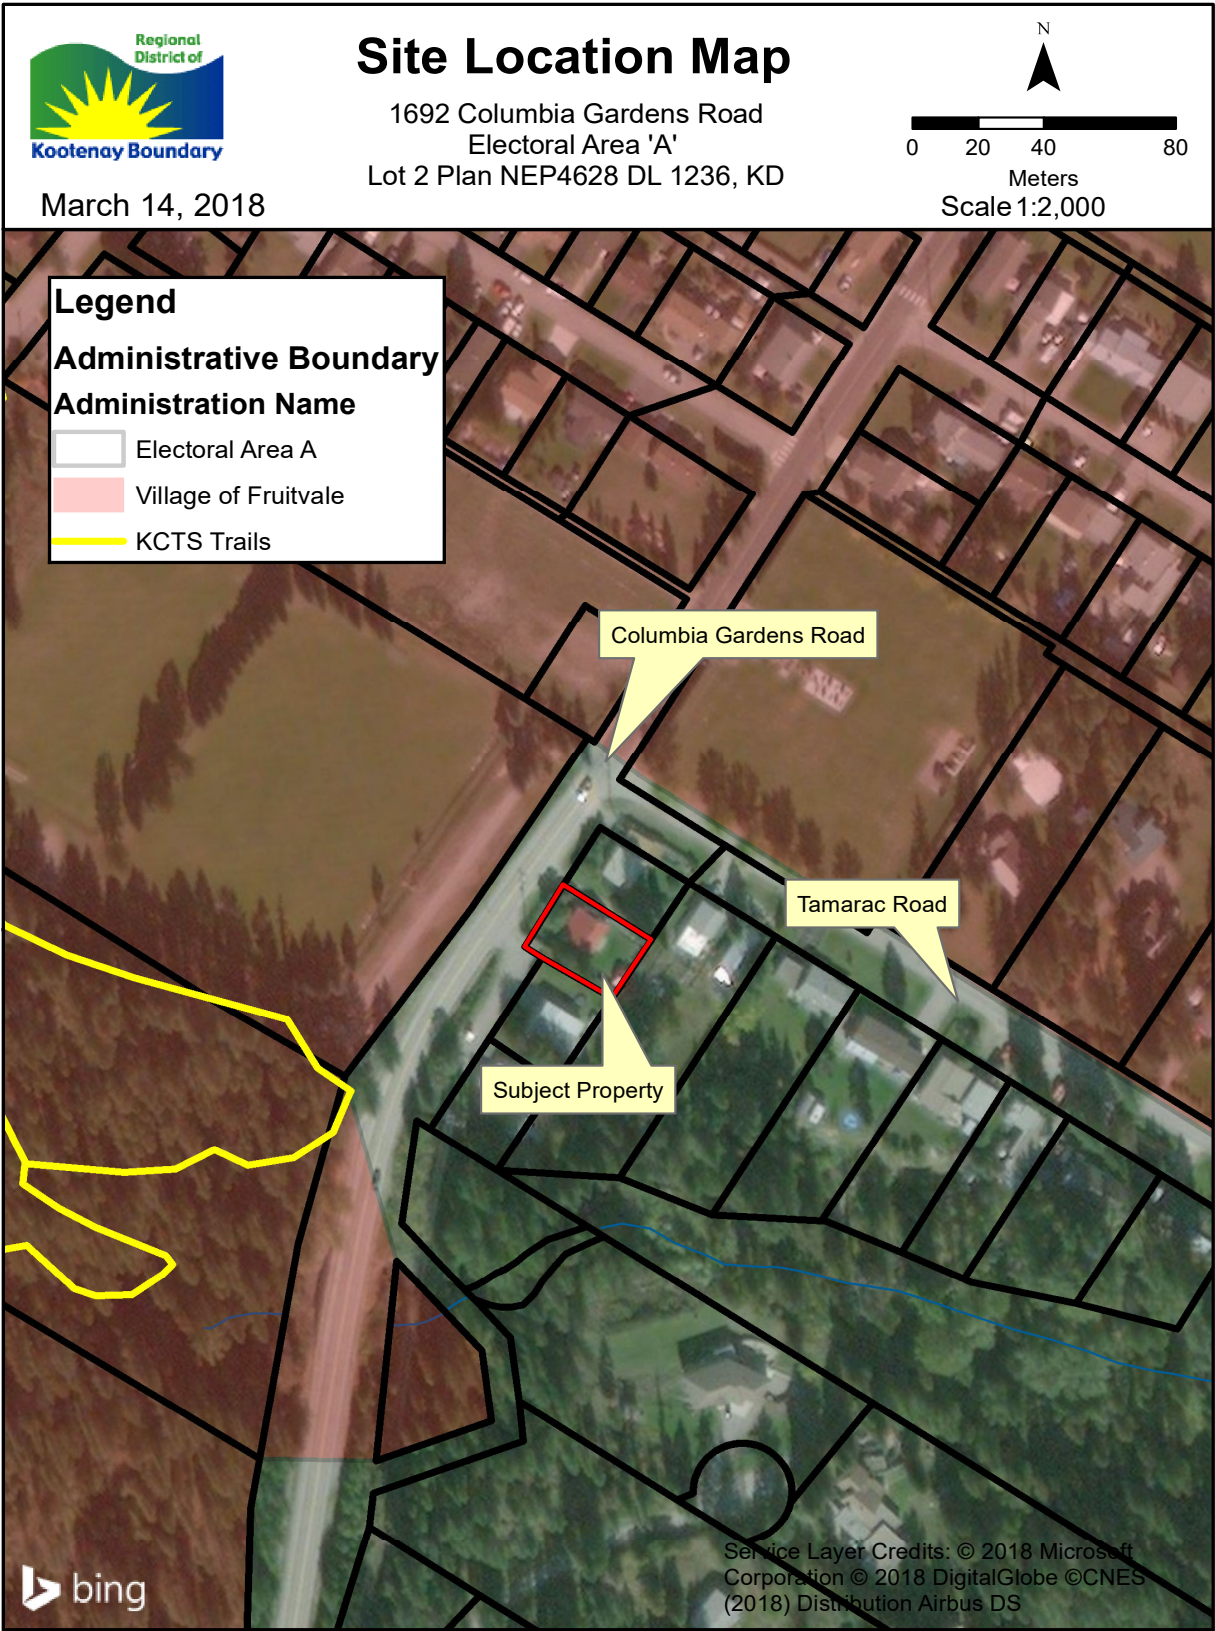 Regional
District of
Kootenay Boundary
March 14, 2018
Site Location Map
1692 Columbia Gardens Road
Electoral Area 'A'
Lot 2 Plan NEP4628 DL 1236, KD
N
0 20 40 80
Meters
Scale 1:2,000
Legend
Administrative Boundary
Administration Name
Electoral Area A
Village of Fruitvale
KCTS Trails
Columbia Gardens Road
Tamarac Road
Subject Property
Service Layer Credits: © 2018 Microsoft
Corporation © 2018 DigitalGlobe ©CNES
(2018) Distribution Airbus DS
bing